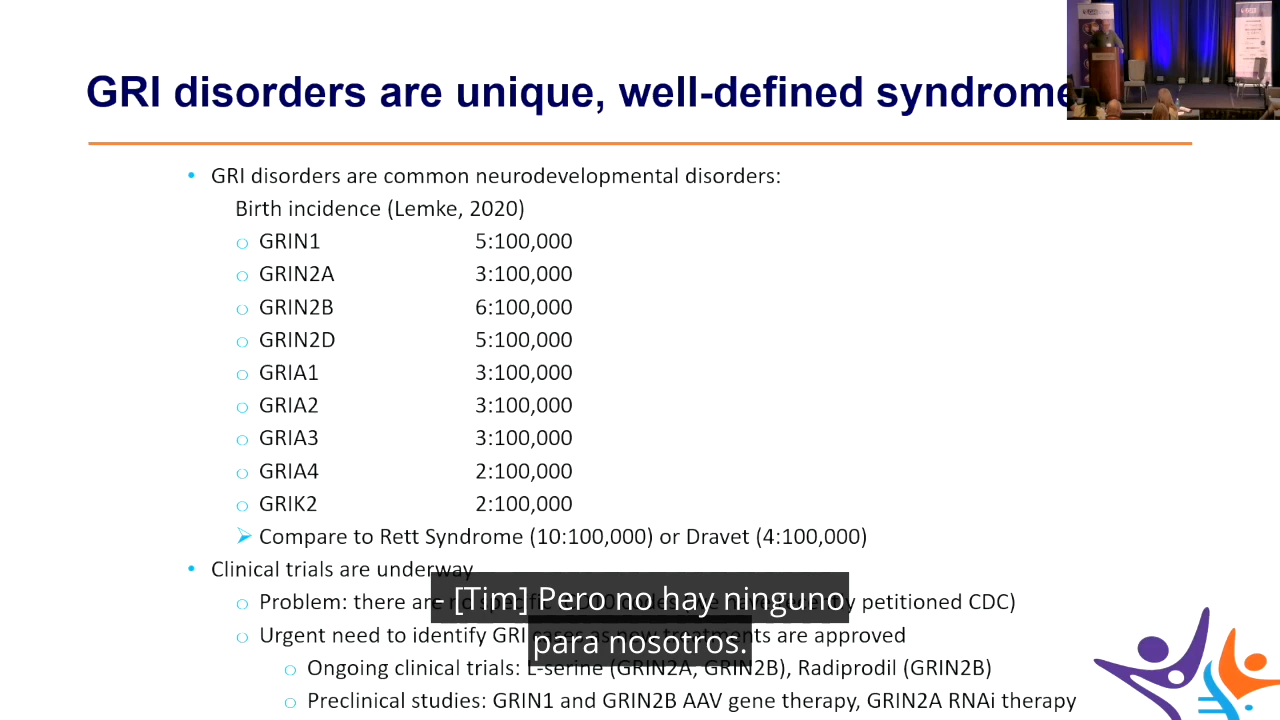 GRI disorders are unique, well-defined syndrome
• GRI disorders are common neurodevelopmental disorders:
Birth incidence (Lemke, 2020)
○ GRIN1 5:100,000
○ GRIN2A 3:100,000
○ GRIN2B 6:100,000
○ GRIN2D 5:100,000
○ GRIA1 3:100,000
○ GRIA2 3:100,000
○ GRIA3 3:100,000
○ GRIA4 2:100,000
○ GRIK2 2:100,000
➢ Compare to Rett Syndrome (10:100,000) or Dravet (4:100,000)
• Clinical trials are underway
○ Problem: there are petitioned CDC)
○ Urgent need to identify GRI cases as new treatments are approved
○ Ongoing clinical trials: L-serine (GRIN2A, GRIN2B), Radiprodil (GRIN2B)
○ Preclinical studies: GRIN1 and GRIN2B AAV gene therapy, GRIN2A RNAi therapy
- [Tim] Pero no hay ninguno
para nosotros.